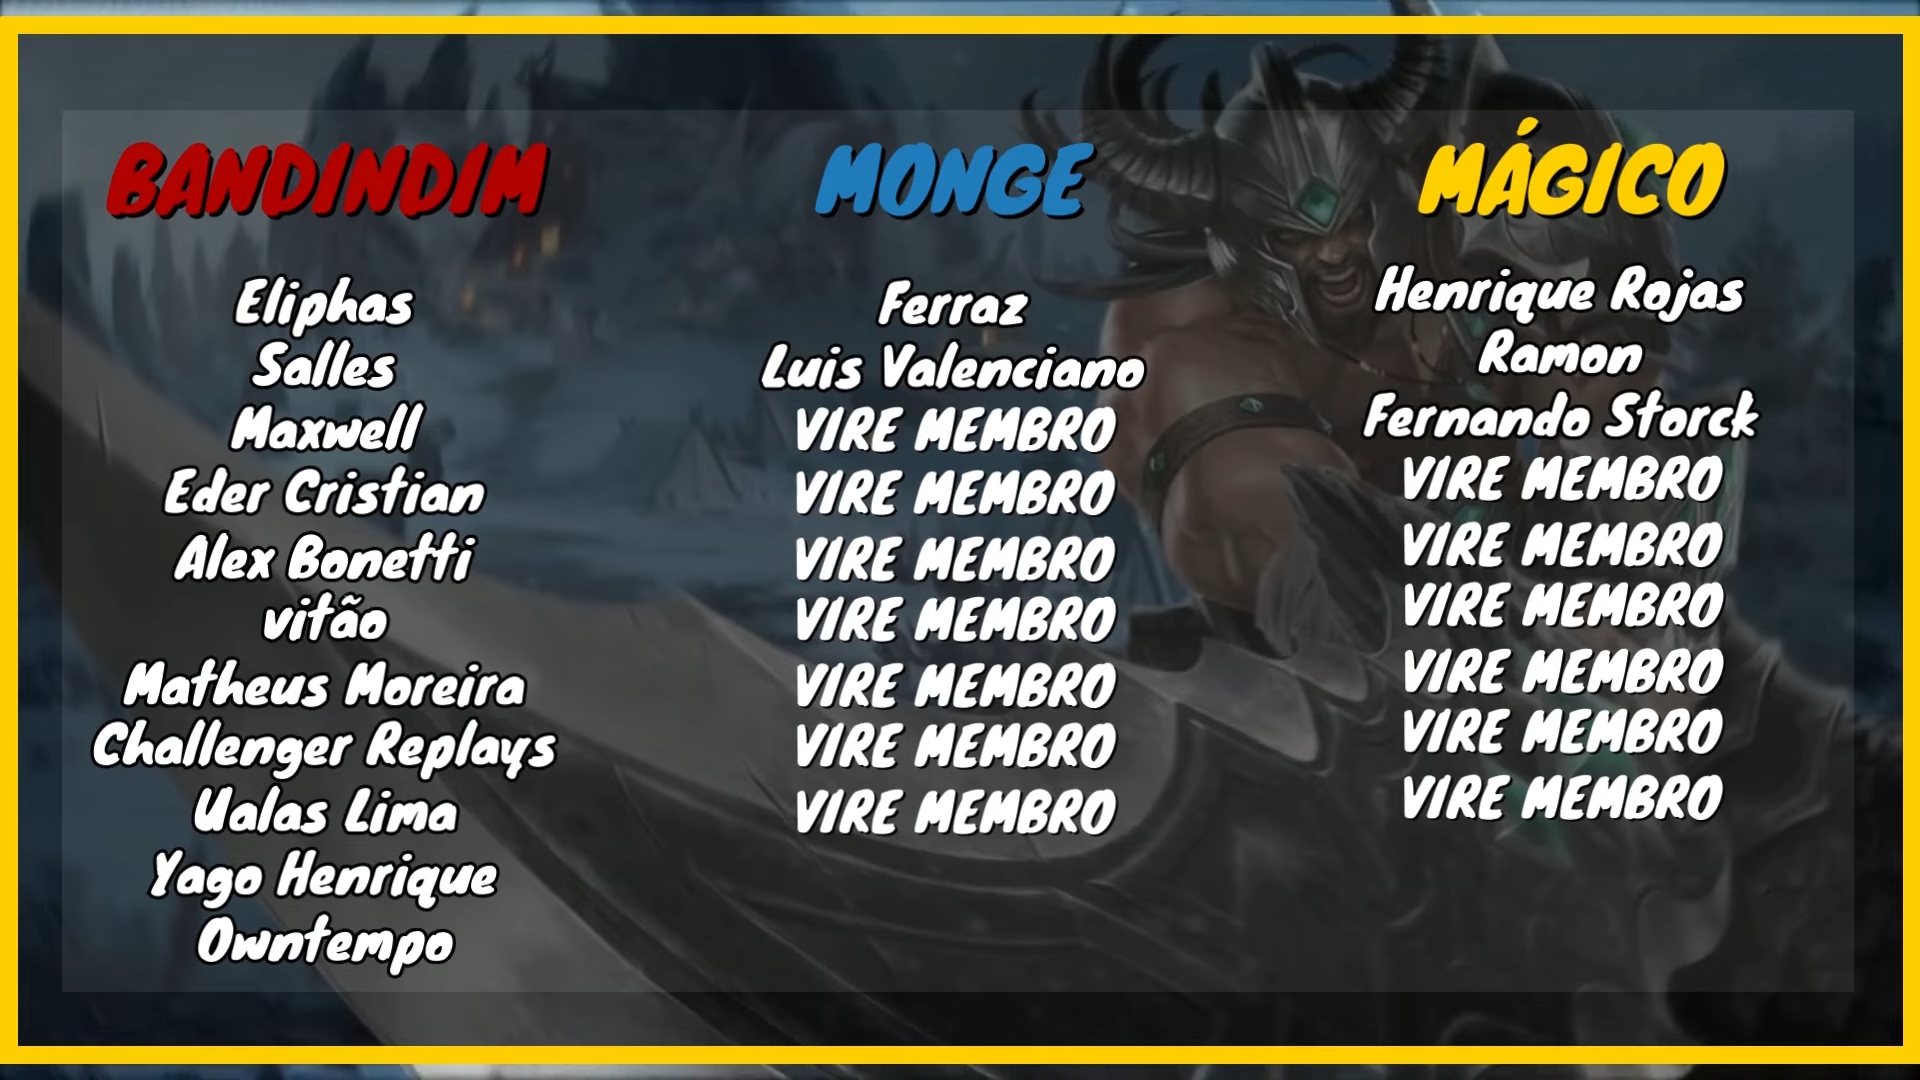 BANDINDIM
Eliphas
Salles
Maxwell
Eder Cristian
Alex Bonetti
vitão
Matheus Moreira
Challenger Replays
Ualas Lima
Yago Henrique
Owntempo
MONGE
Ferraz
Luis Valenciano
VIRE MEMBRO
VIRE MEMBRO
VIRE MEMBRO
VIRE MEMBRO
VIRE MEMBRO
VIRE MEMBRO
VIRE MEMBRO
MÁGICO
Henrique Rojas
Ramon
Fernando Storck
VIRE MEMBRO
VIRE MEMBRO
VIRE MEMBRO
VIRE MEMBRO
VIRE MEMBRO
VIRE MEMBRO